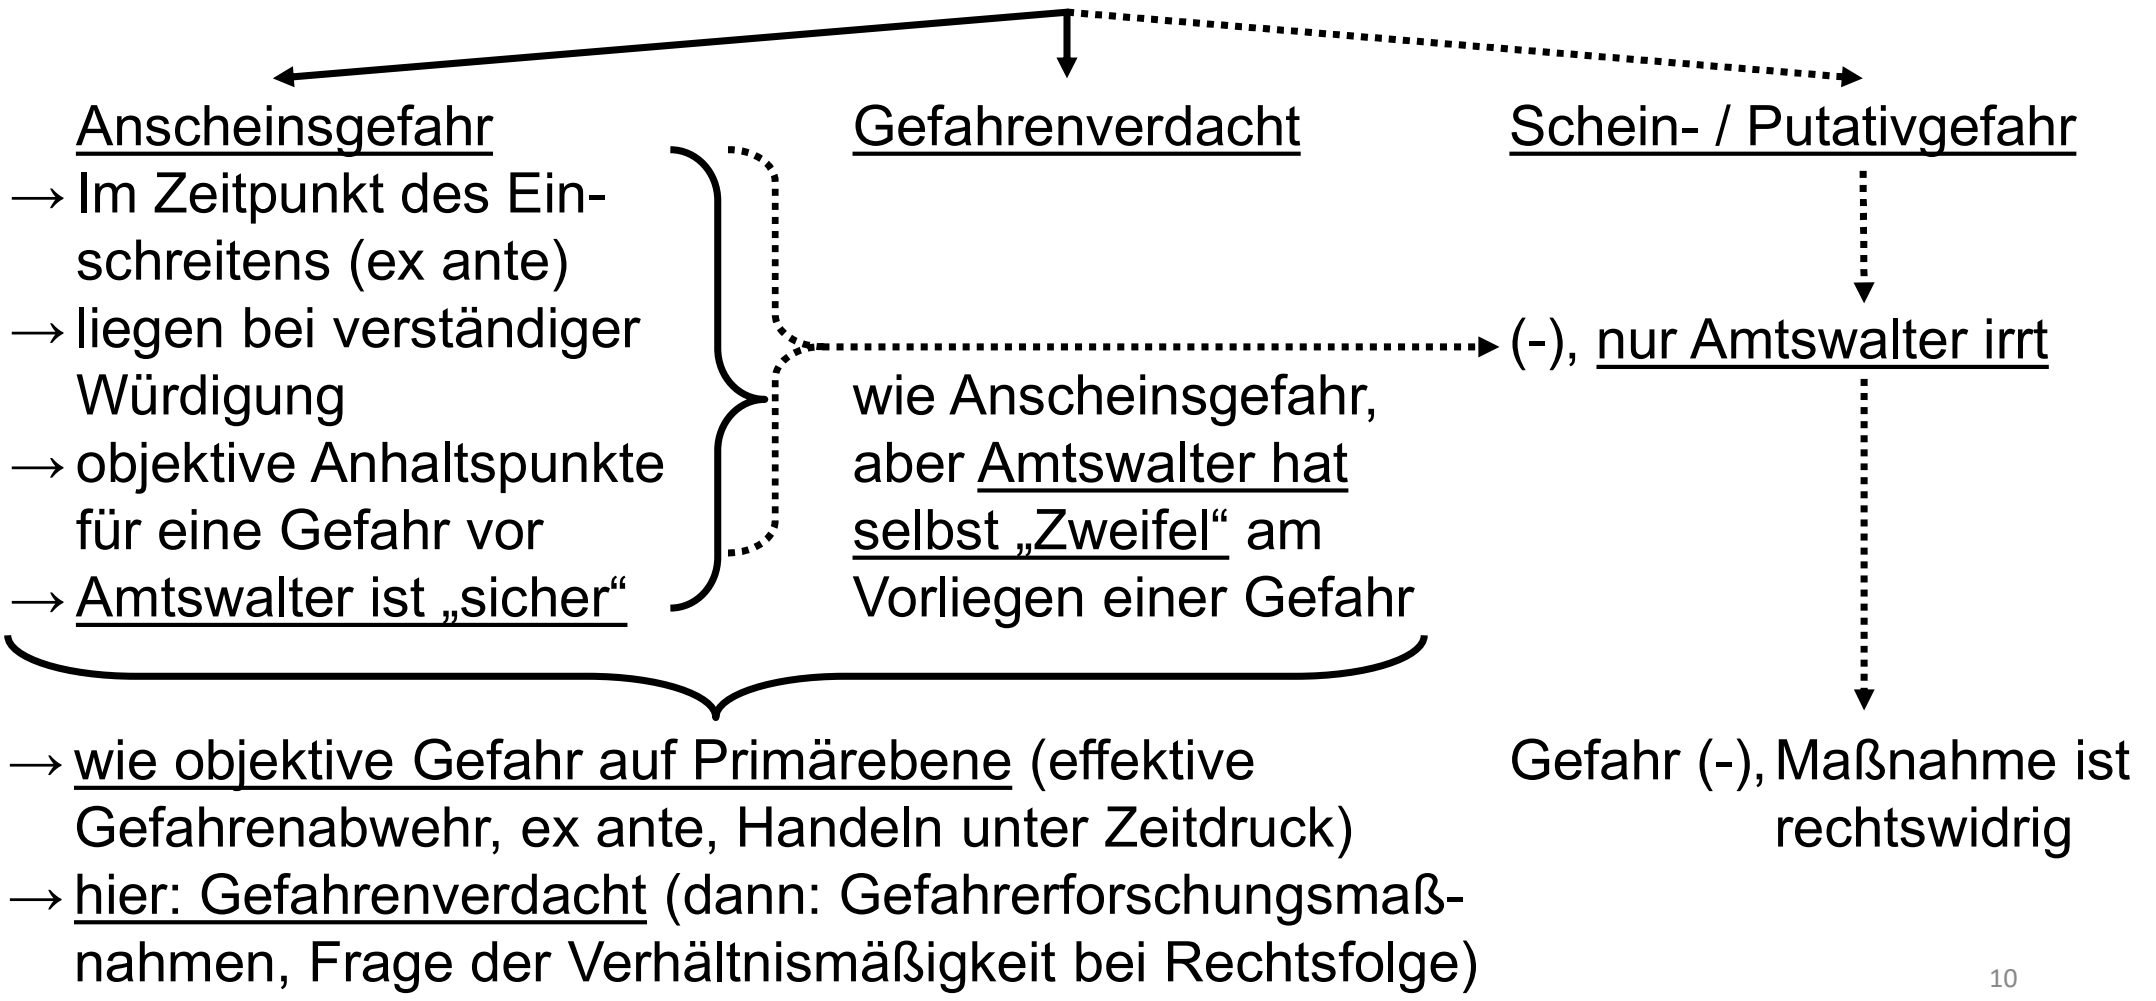 Anscheinsgefahr
→ Im Zeitpunkt des Ein-
schreitens (ex ante)
→ liegen bei verständiger
Würdigung
→ objektive Anhaltspunkte
für eine Gefahr vor
→ Amtswalter ist „sicher“
Gefahrenverdacht
wie Anscheinsgefahr,
aber Amtswalter hat
selbst „Zweifel“ am
Vorliegen einer Gefahr
Schein- / Putativgefahr
(-), nur Amtswalter irrt
Gefahr (-), Maßnahme ist
rechtswidrig
→ wie objektive Gefahr auf Primärebene (effektive
Gefahrenabwehr, ex ante, Handeln unter Zeitdruck)
→ hier: Gefahrenverdacht (dann: Gefahrerforschungsmaß-
nahmen, Frage der Verhältnismäßigkeit bei Rechtsfolge)
10